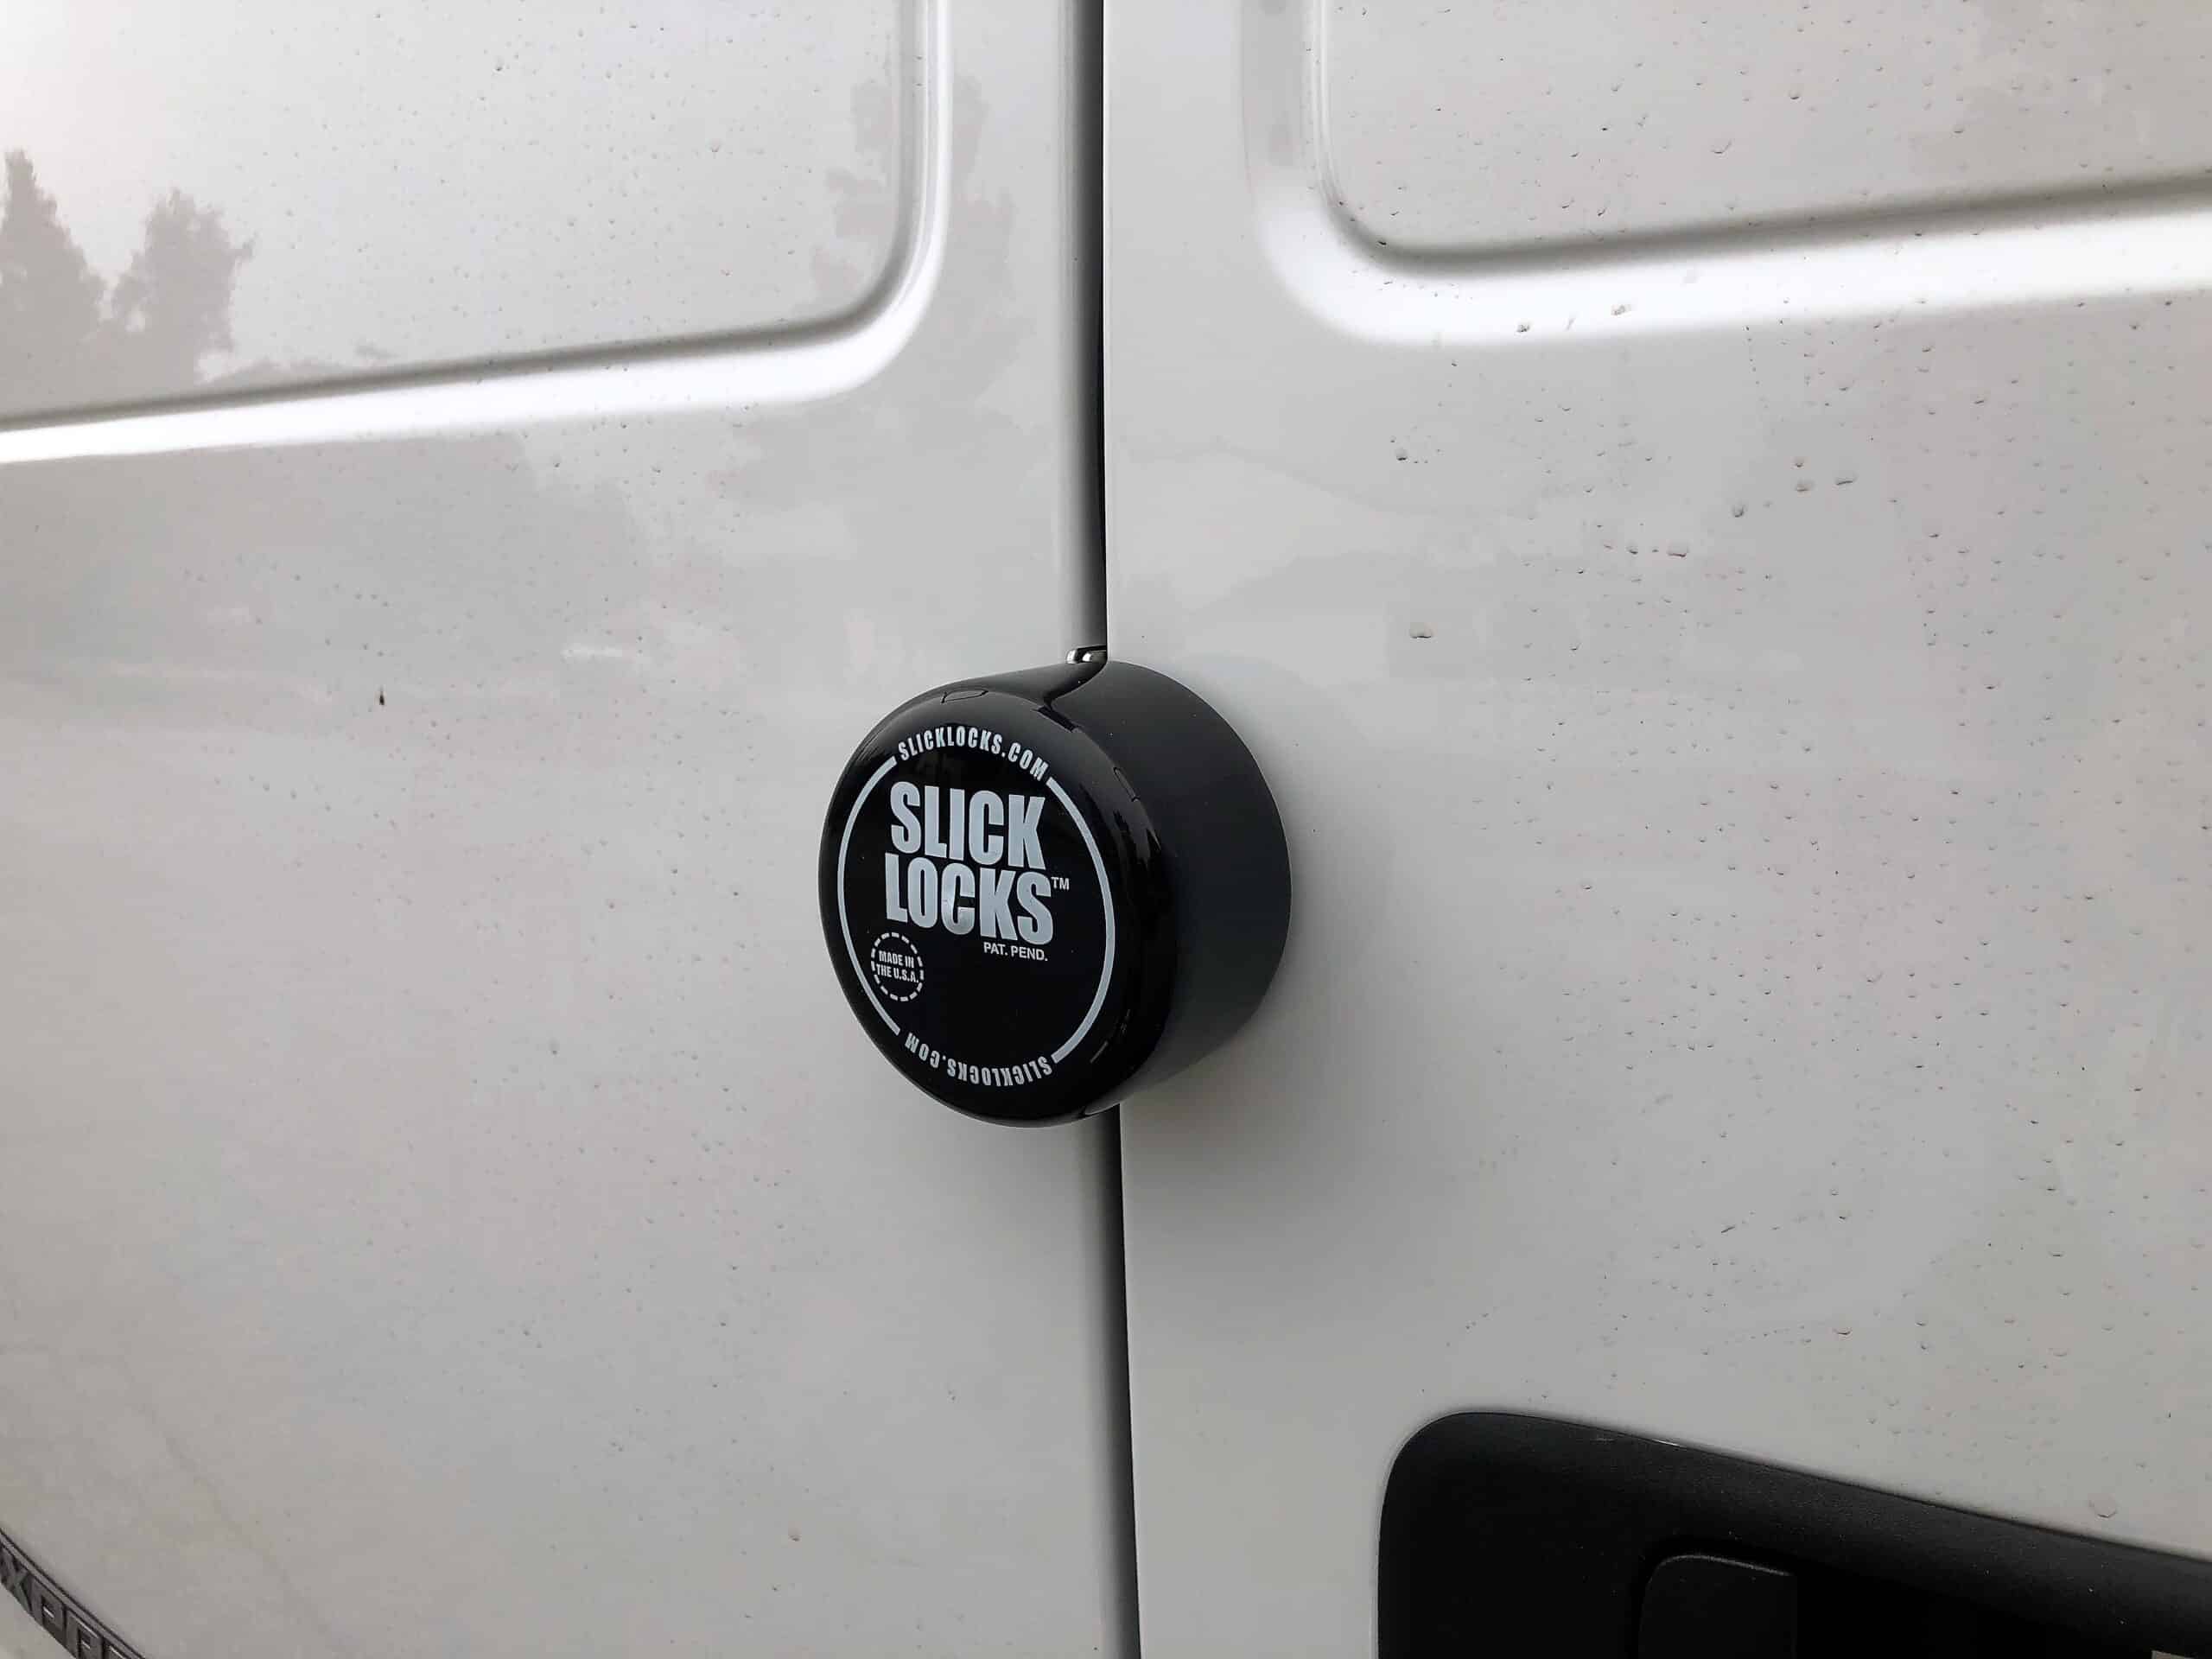 SLICKLOCKS.COM
SLICK
LOCKS™
PAT. PEND.
MADE IN
THE U.S.A.
SLICKLOCKS.COM